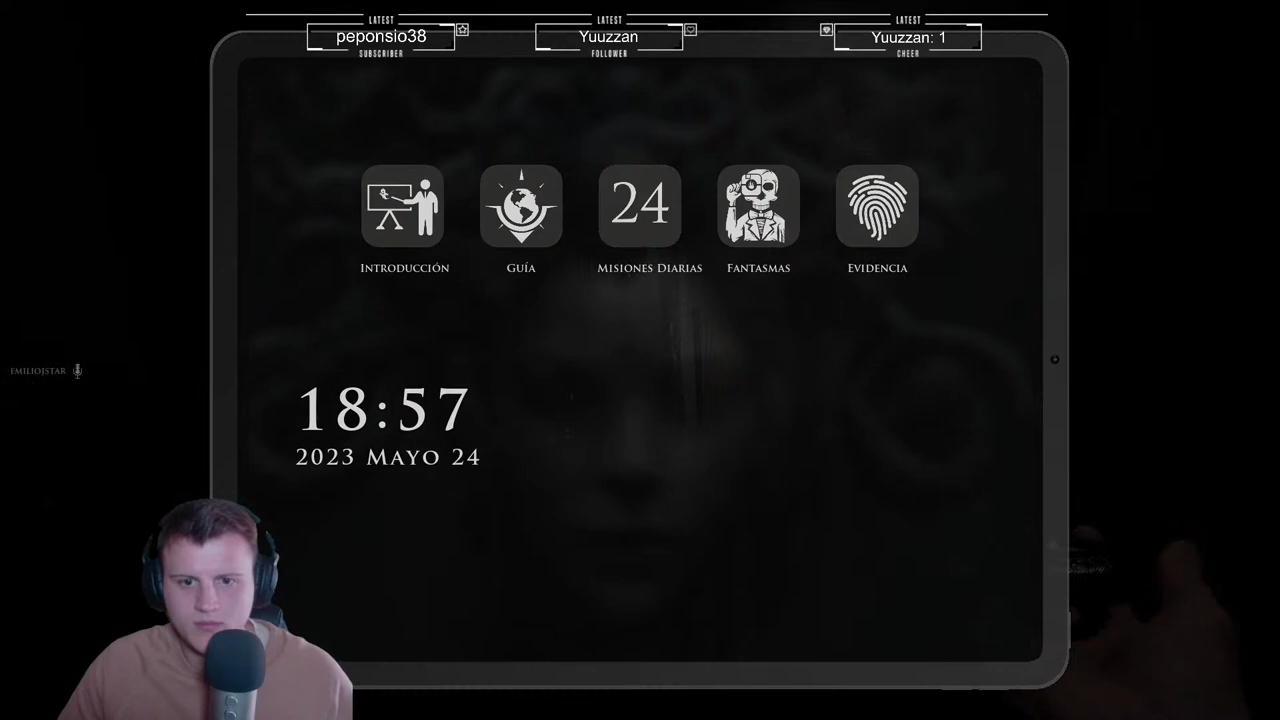 LATEST
peponsio38
SUBSCRIBER
LATEST
Yuuzzan
FOLLOWER
LATEST
Yuuzzan: 1
CHEER
24
INTRODUCCIÓN
GUÍA
MISIONES DIARIAS
FANTASMAS
EVIDENCIA
EMILIOJSTAR
18:57
2023 MAYO 24